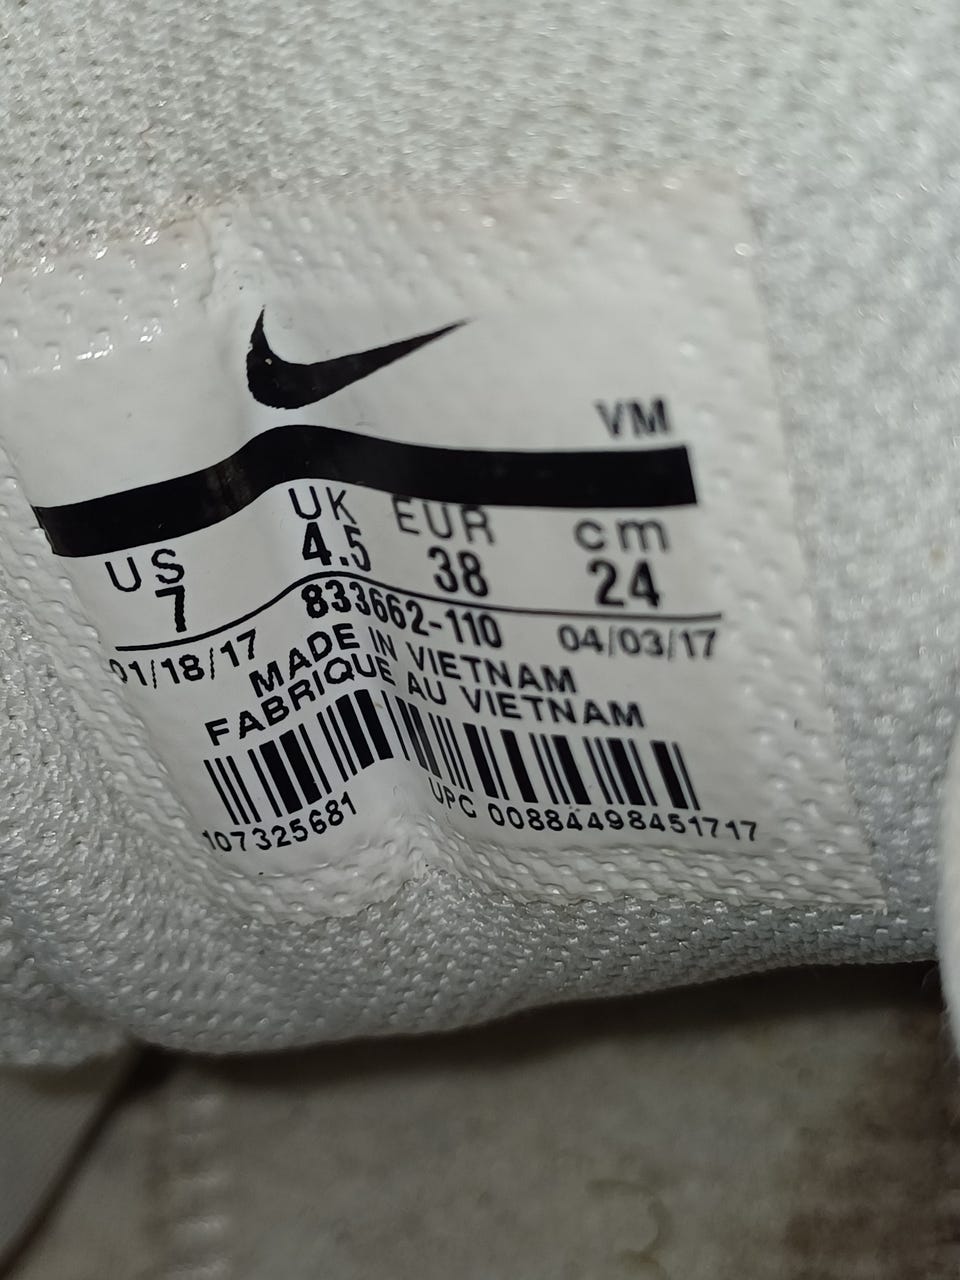 VM
US UK EUR cm
7 4.5 38 24
833662-110
01/18/17 04/03/17
MADE IN VIETNAM
FABRIQUE AU VIETNAM
107325681 UPC 00884498451717